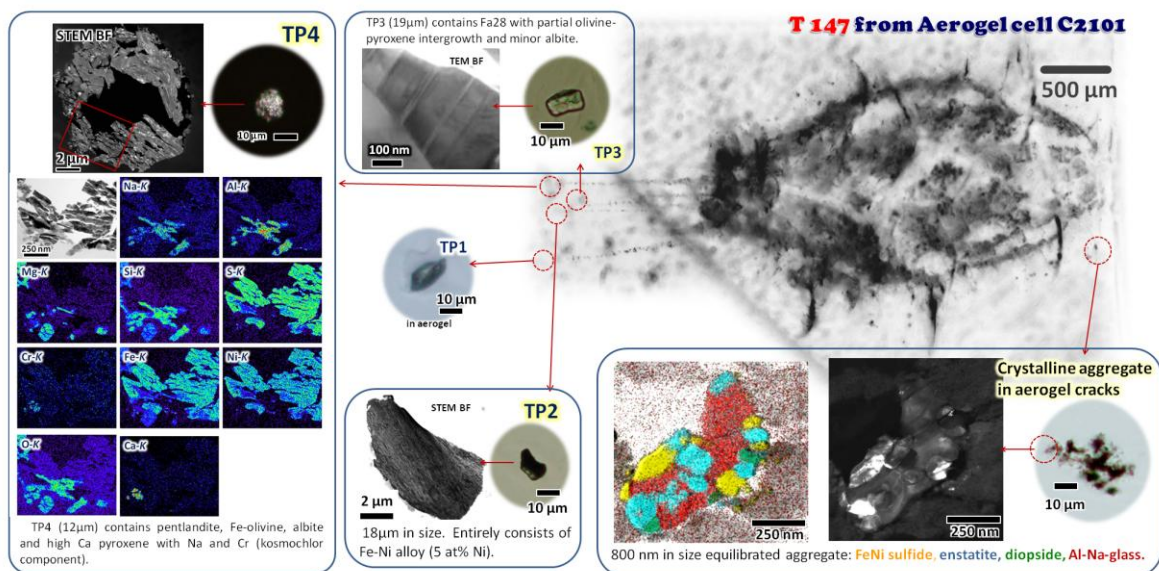 T 147 from Aerogel cell C2101
500 µm
STEM BF
TP4
10 µm
2 µm
250 nm
Na-K
Al-K
Mg-K
Si-K
S-K
Cr-K
Fe-K
Ni-K
O-K
Ca-K
TP4 (12µm) contains pentlandite, Fe-olivine, albite
and high Ca pyroxene with Na and Cr (kosmochlor
component).
TP3 (19µm) contains Fa28 with partial olivine-
pyroxene intergrowth and minor albite.
TEM BF
100 nm
10 µm
TP3
TP1
10 µm
in aerogel
STEM BF
TP2
2 µm
10 µm
18µm in size. Entirely consists of
Fe-Ni alloy (5 at% Ni).
Crystalline aggregate
in aerogel cracks
250 nm
250 nm
10 µm
800 nm in size equilibrated aggregate: FeNi sulfide, enstatite, diopside, Al-Na-glass.